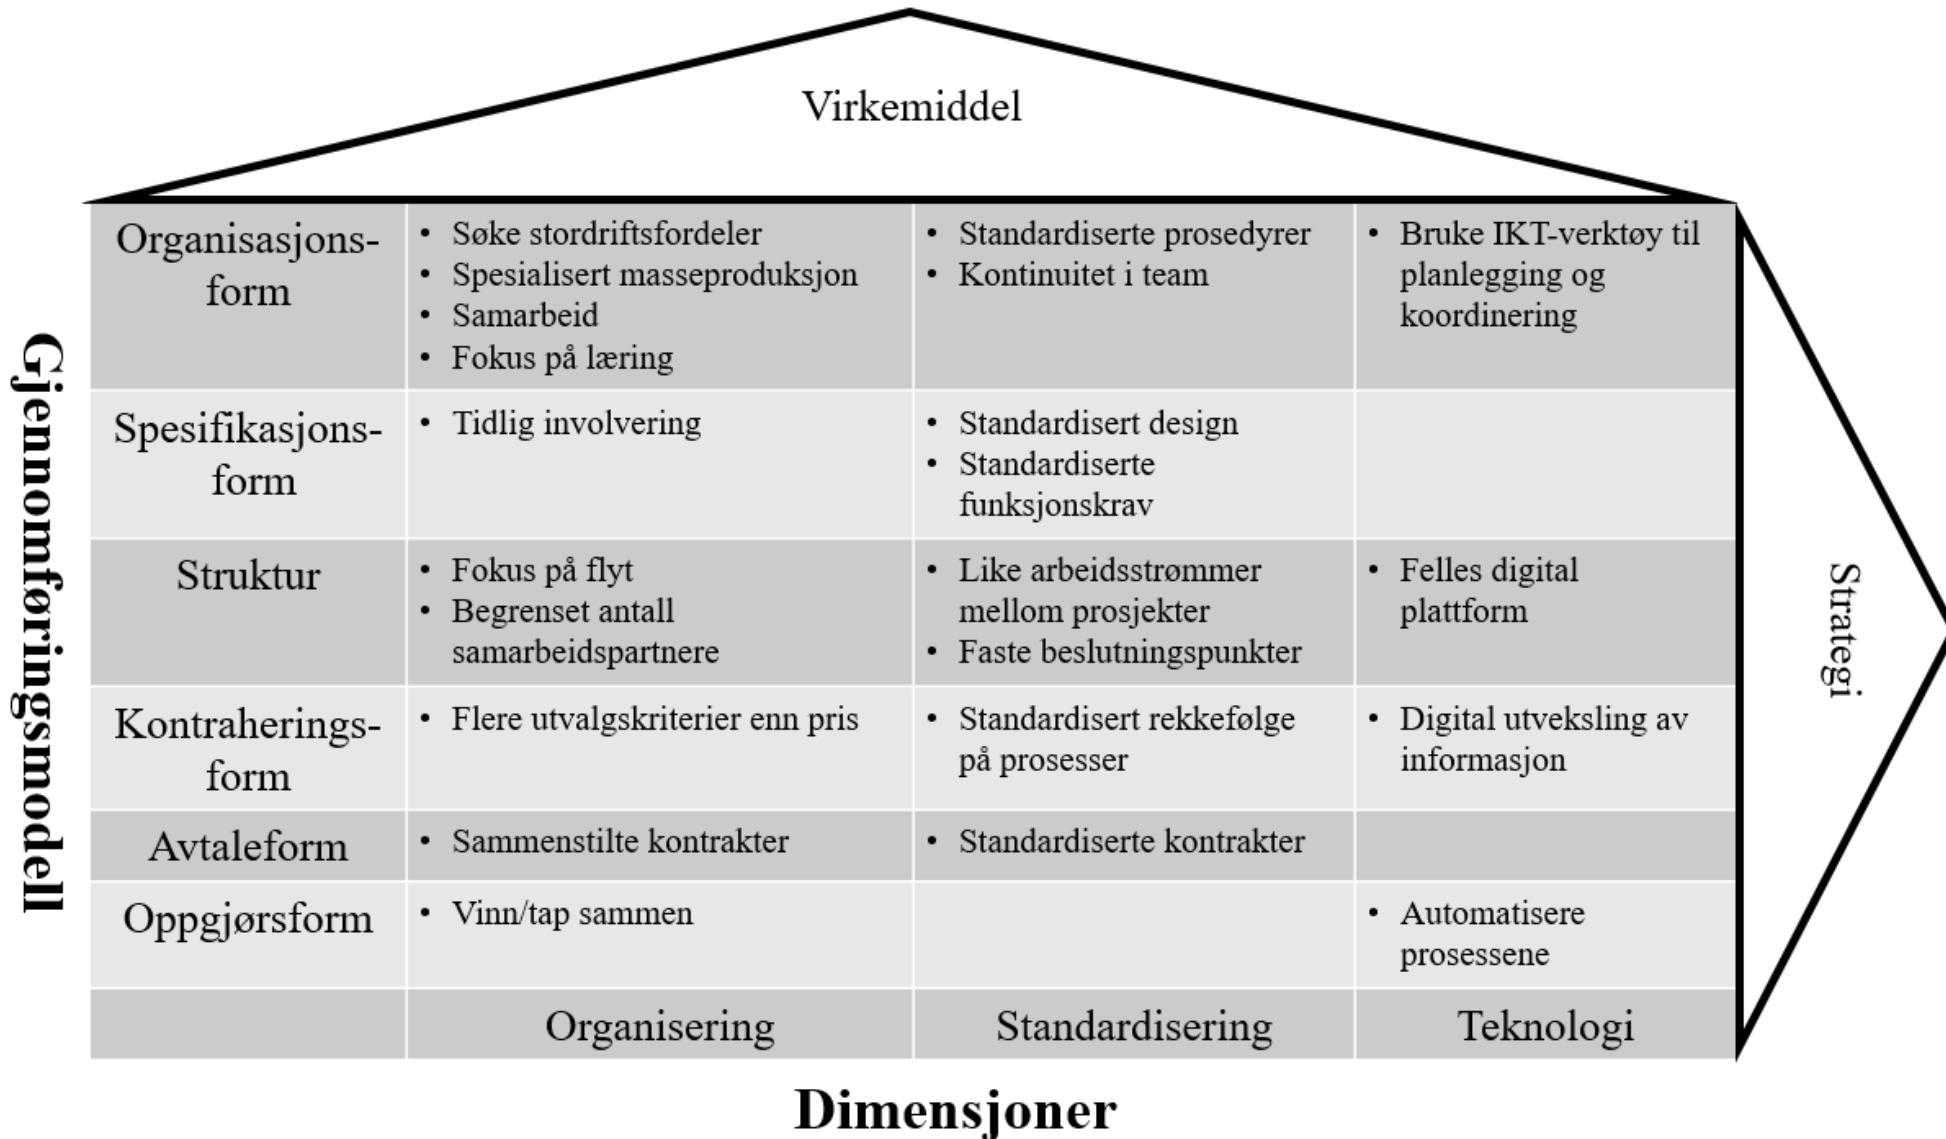 Virkemiddel
Gjennomføringsmodell
Organisasjons-
form
• Søke stordriftsfordeler
• Spesialisert masseproduksjon
• Samarbeid
• Fokus på læring
• Standardiserte prosedyrer
• Kontinuitet i team
• Bruke IKT-verktøy til
planlegging og
koordinering
Spesifikasjons-
form
• Tidlig involvering
• Standardisert design
• Standardiserte
funksjonskrav
Struktur
• Fokus på flyt
• Begrenset antall
samarbeidspartnere
• Like arbeidsstrømmer
mellom prosjekter
• Faste beslutningspunkter
• Felles digital
plattform
Kontraherings-
form
• Flere utvalgskriterier enn pris
• Standardisert rekkefølge
på prosesser
• Digital utveksling av
informasjon
Avtaleform
• Sammenstilte kontrakter
• Standardiserte kontrakter
Oppgjørsform
• Vinn/tap sammen
• Automatisere
prosessene
Organisering
Standardisering
Teknologi
Strategi
Dimensjoner